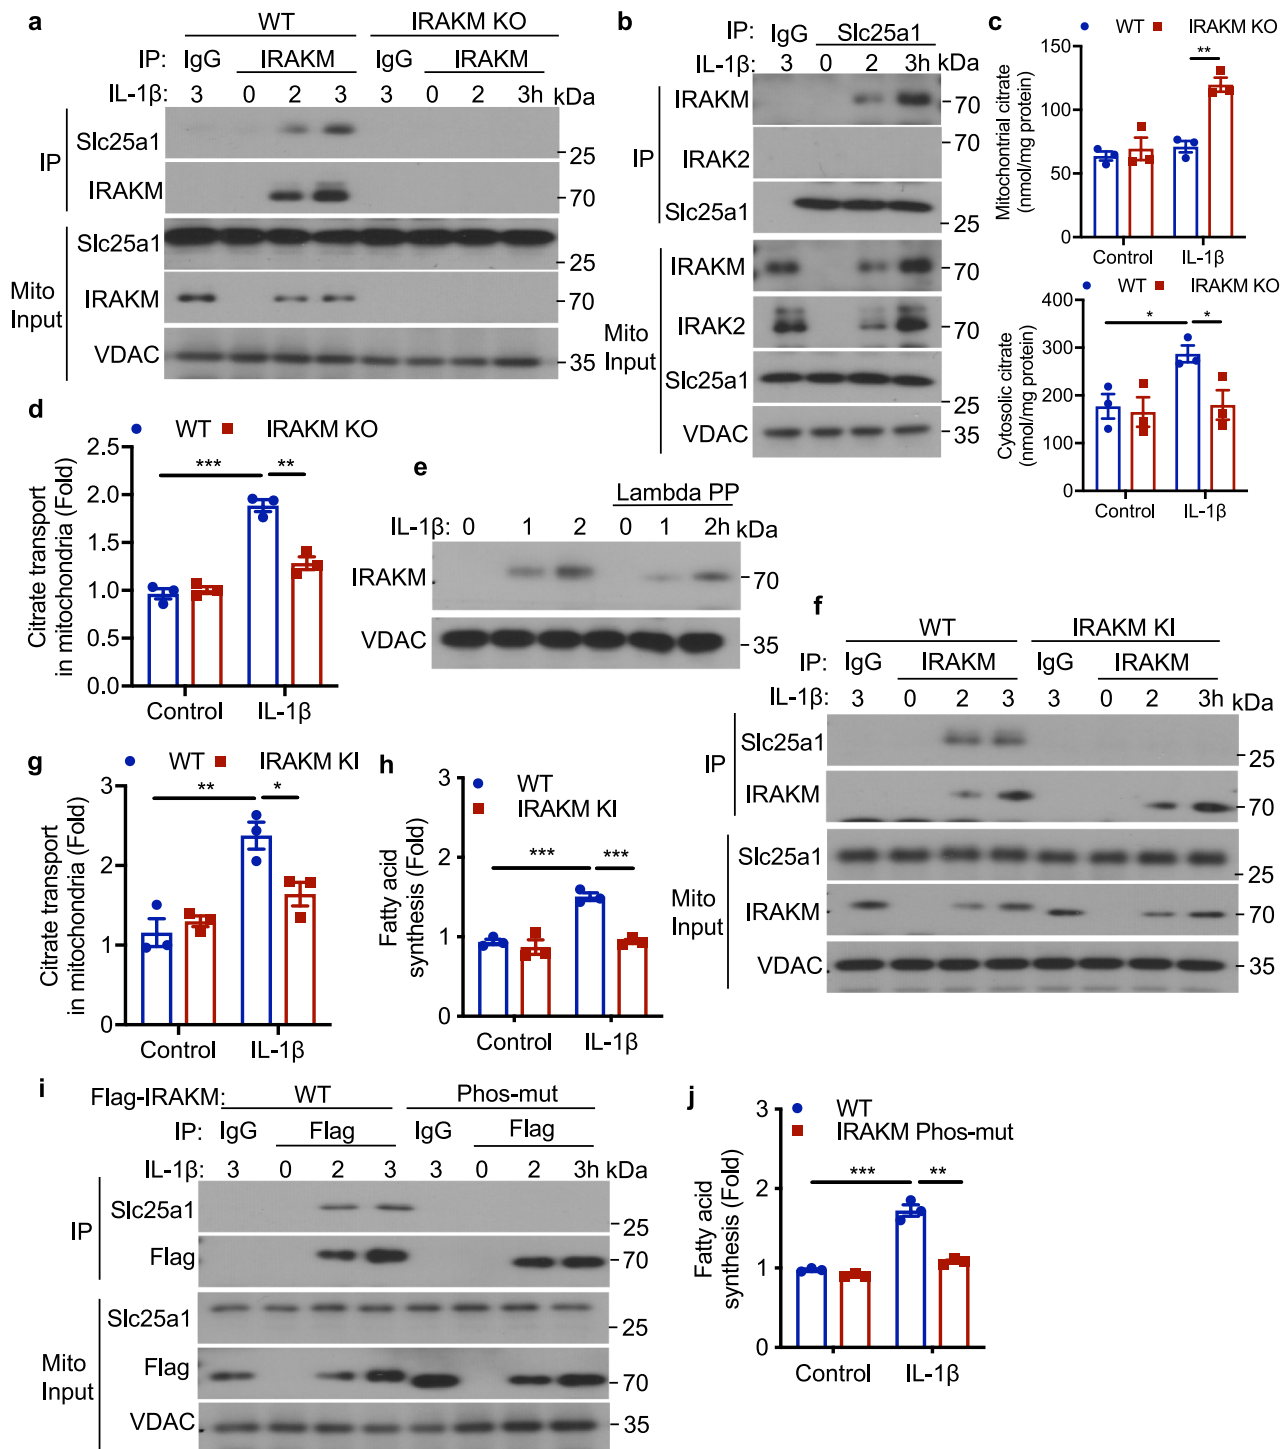 a
WT IRAKM KO
IP: IgG IRAKM IgG IRAKM
IL-1β: 3 0 2 3 3 0 2 3h kDa
IP
Slc25a1
25
IRAKM
70
Mito Input
Slc25a1
25
IRAKM
70
VDAC
35
b
IP: IgG Slc25a1
IL-1β: 3 0 2 3h kDa
IP
IRAKM
70
IRAK2
70
Slc25a1
25
Mito Input
IRAKM
70
IRAK2
70
Slc25a1
25
VDAC
35
c
WT IRAKM KO
Mitochontrial citrate
(nmol/mg protein)
150
100
50
0
**
Control IL-1β
WT IRAKM KO
Cytosolic citrate
(nmol/mg protein)
400
300
200
100
0
* *
Control IL-1β
d
WT IRAKM KO
Citrate transport
in mitochondria (Fold)
2.5
2.0
1.5
1.0
0.5
0.0
*** **
Control IL-1β
e
Lambda PP
IL-1β: 0 1 2 0 1 2h kDa
IRAKM
70
VDAC
35
f
WT IRAKM KI
IP: IgG IRAKM IgG IRAKM
IL-1β: 3 0 2 3 3 0 2 3h kDa
IP
Slc25a1
25
IRAKM
70
Mito Input
Slc25a1
25
IRAKM
70
VDAC
35
g
WT IRAKM KI
Citrate transport
in mitochondria (Fold)
3
2
1
0
** *
Control IL-1β
h
WT
IRAKM KI
Fatty acid
synthesis (Fold)
3
2
1
0
*** ***
Control IL-1β
i
Flag-IRAKM: WT Phos-mut
IP: IgG Flag IgG Flag
IL-1β: 3 0 2 3 3 0 2 3h kDa
IP
Slc25a1
25
Flag
70
Mito Input
Slc25a1
25
Flag
70
VDAC
35
j
WT
IRAKM Phos-mut
Fatty acid
synthesis (Fold)
3
2
1
0
*** **
Control IL-1β